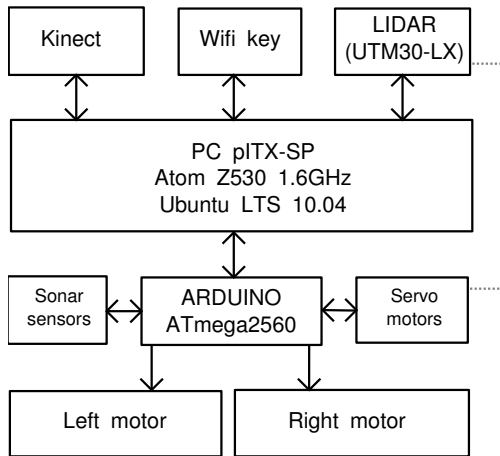 Kinect
Wifi key
LIDAR
(UTM30-LX)
PC pITX-SP
Atom Z530 1.6GHz
Ubuntu LTS 10.04
Sonar
sensors
ARDUINO
ATmega2560
Servo
motors
Left motor
Right motor